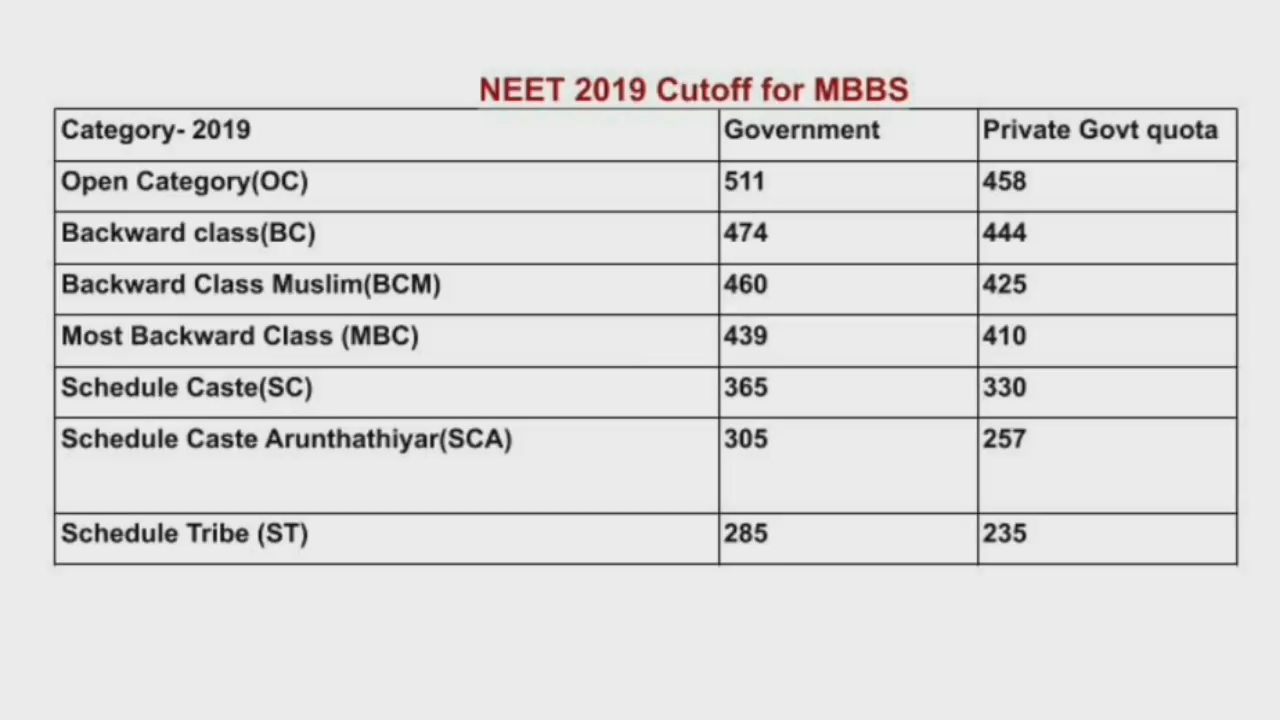 NEET 2019 Cutoff for MBBS
Category- 2019 Government Private Govt quota
Open Category(OC) 511 458
Backward class(BC) 474 444
Backward Class Muslim(BCM) 460 425
Most Backward Class (MBC) 439 410
Schedule Caste(SC) 365 330
Schedule Caste Arunthathiyar(SCA) 305 257
Schedule Tribe (ST) 285 235